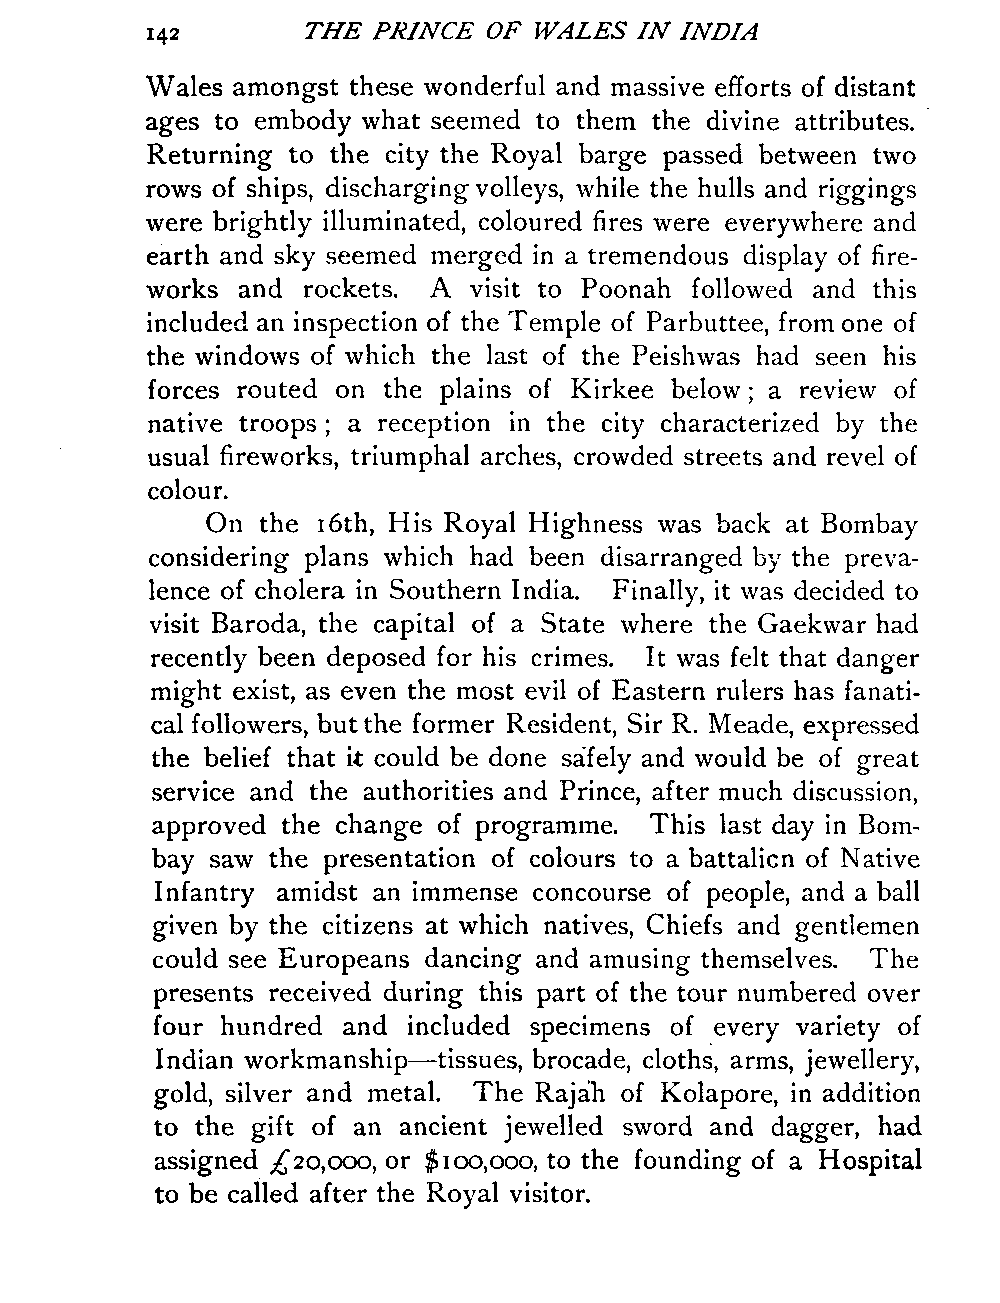 142 THE PRINCE OF WALES IN INDIA
Wales amongst these wonderful and massive efforts of distant
ages to embody what seemed to them the divine attributes.
Returning to the city the Royal barge passed between two
rows of ships, discharging volleys, while the hulls and riggings
were brightly illuminated, coloured fires were everywhere and
earth and sky seemed merged in a tremendous display of fire-
works and rockets. A visit to Poonah followed and this
included an inspection of the Temple of Parbuttee, from one of
the windows of which the last of the Peishwas had seen his
forces routed on the plains of Kirkee below; a review of
native troops; a reception in the city characterized by the
usual fireworks, triumphal arches, crowded streets and revel of
colour.
On the 16th, His Royal Highness was back at Bombay
considering plans which had been disarranged by the preva-
lence of cholera in Southern India. Finally, it was decided to
visit Baroda, the capital of a State where the Gaekwar had
recently been deposed for his crimes. It was felt that danger
might exist, as even the most evil of Eastern rulers has fanati-
cal followers, but the former Resident, Sir R. Meade, expressed
the belief that it could be done safely and would be of great
service and the authorities and Prince, after much discussion,
approved the change of programme. This last day in Bom-
bay saw the presentation of colours to a battalion of Native
Infantry amidst an immense concourse of people, and a ball
given by the citizens at which natives, Chiefs and gentlemen
could see Europeans dancing and amusing themselves. The
presents received during this part of the tour numbered over
four hundred and included specimens of every variety of
Indian workmanship—tissues, brocade, cloths, arms, jewellery,
gold, silver and metal. The Rajah of Kolapore, in addition
to the gift of an ancient jewelled sword and dagger, had
assigned £20,000, or $100,000, to the founding of a Hospital
to be called after the Royal visitor.